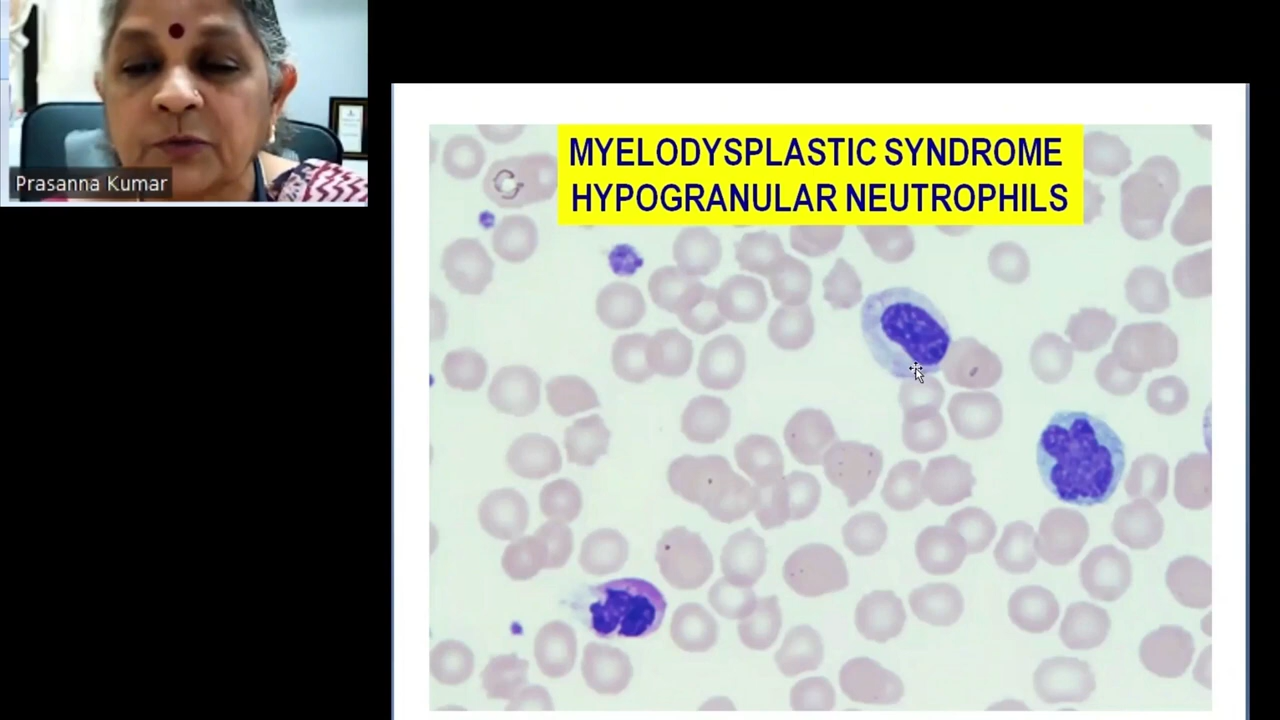 MYELODYSPLASTIC SYNDROME
HYPOGRANULAR NEUTROPHILS
Prasanna Kumar